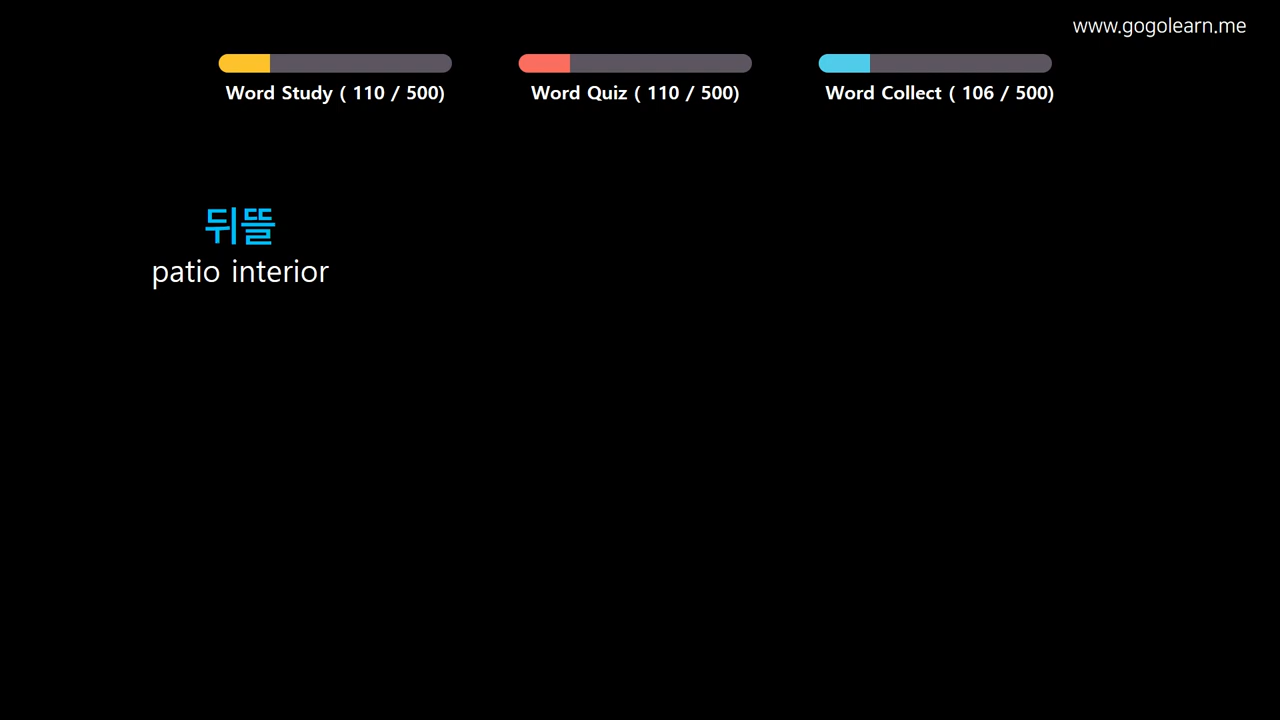 www.gogolearn.me
Word Study ( 110 / 500)
Word Quiz ( 110 / 500)
Word Collect ( 106 / 500)
뒤뜰
patio interior